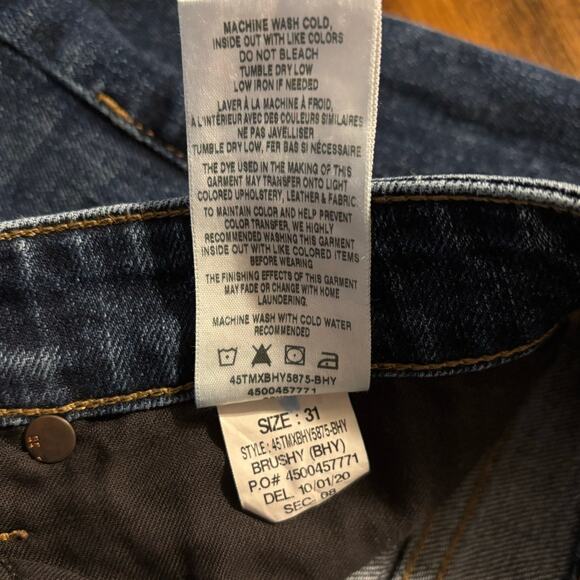 MACHINE WASH COLD,
INSIDE OUT WITH LIKE COLORS
DO NOT BLEACH
TUMBLE DRY LOW
LOW IRON IF NEEDED
LAVER À LA MACHINE À FROID,
À L'INTÉRIEUR AVEC DES COULEURS SIMILAIRES
NE PAS JAVELLISER
TUMBLE DRY LOW, FER BAS SI NÉCESSAIRE
THE DYE USED IN THE MAKING OF THIS
GARMENT MAY TRANSFER ONTO LIGHT
COLORED UPHOLSTERY, LEATHER & FABRIC.
TO MAINTAIN COLOR AND HELP PREVENT
COLOR TRANSFER, WE HIGHLY
RECOMMENDED WASHING THIS GARMENT
INSIDE OUT WITH LIKE COLORED ITEMS
BEFORE WEARING
THE FINISHING EFFECTS OF THIS GARMENT
MAY FADE OR CHANGE WITH HOME
LAUNDERING.
MACHINE WASH WITH COLD WATER
RECOMMENDED
45TMXBHY5875-BHY
4500457771
SIZE : 31
STYLE : 45TMXBHY5875-BHY
BRUSHY (BHY)
P.O# 4500457771
DEL. 10/01/20
SEC. 08